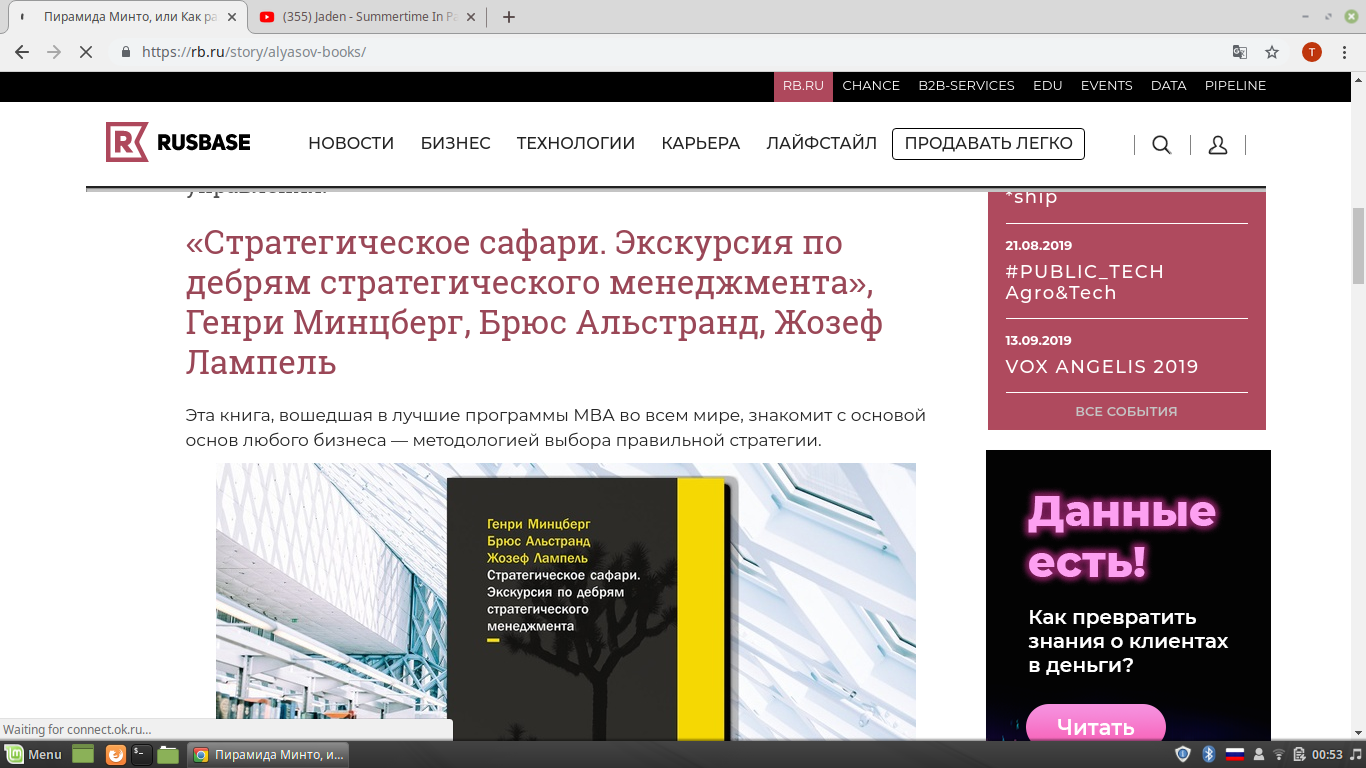 Пирамида Минто, или Как ра
(355) Jaden - Summertime In Pa
https://rb.ru/story/alyasov-books/
T
RB.RU CHANCE B2B-SERVICES EDU EVENTS DATA PIPELINE
RUSBASE
НОВОСТИ БИЗНЕС ТЕХНОЛОГИИ КАРЬЕРА ЛАЙФСТАЙЛ ПРОДАВАТЬ ЛЕГКО
«Стратегическое сафари. Экскурсия по
дебрям стратегического менеджмента»,
Генри Минцберг, Брюс Альстранд, Жозеф
Лампель
Эта книга, вошедшая в лучшие программы MBA во всем мире, знакомит с основой
основ любого бизнеса — методологией выбора правильной стратегии.
Генри Минцберг
Брюс Альстранд
Жозеф Лампель
Стратегическое сафари.
Экскурсия по дебрям
стратегического
менеджмента
*ship
21.08.2019
#PUBLIC_TECH
Agro&Tech
13.09.2019
VOX ANGELIS 2019
ВСЕ СОБЫТИЯ
Данные
есть!
Как превратить
знания о клиентах
в деньги?
Читать
Waiting for connect.ok.ru...
Menu
Пирамида Минто, и...
00:53